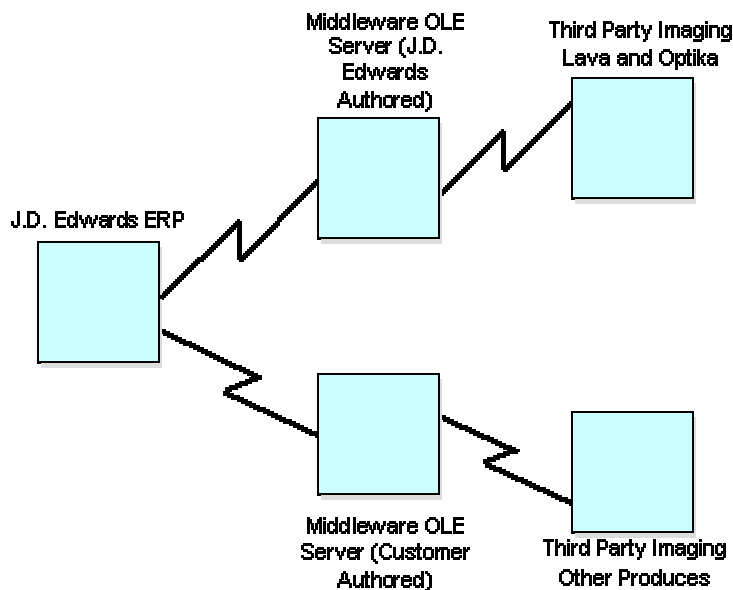 Middleware OLE
Server (J.D.
Edwards
Authored)
Third Party Imaging
Lava and Optika
J.D. Edwards ERP
Middleware OLE
Server (Customer
Authored)
Third Party Imaging
Other Produces